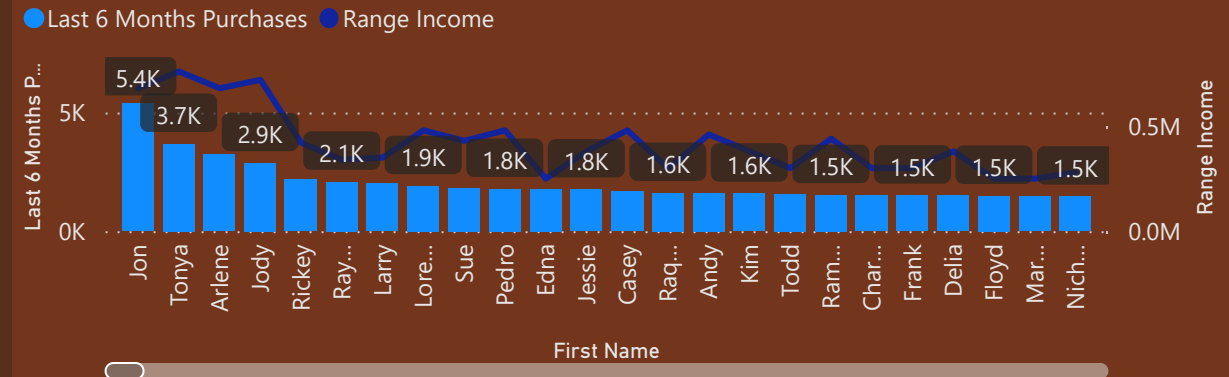 Last 6 Months Purchases Range Income
Last 6 Months P...
5K
0K
5.4K
3.7K
2.9K
2.1K
1.9K
1.8K
1.8K
1.6K
1.6K
1.5K
1.5K
1.5K
1.5K
0.5M
0.0M
Range Income
Jon
Tonya
Arlene
Jody
Rickey
Ray...
Larry
Lore...
Sue
Pedro
Edna
Jessie
Casey
Raq...
Andy
Kim
Todd
Ram...
Char...
Frank
Delia
Floyd
Mar...
Nich...
First Name